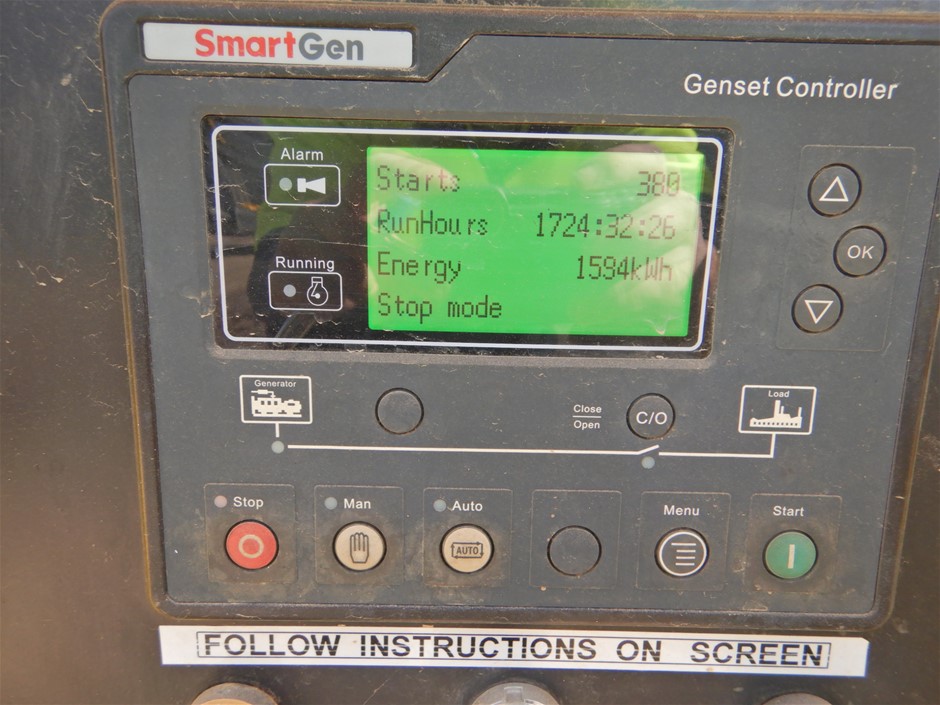 SmartGen
Genset Controller
Alarm
Starts 380
RunHours 1724:32:26
Running
Energy 1594kWh
Stop mode
OK
Generator
Close
Open
C/O
Load
Stop
Man
Auto
Menu
Start
AUTO
FOLLOW INSTRUCTIONS ON SCREEN